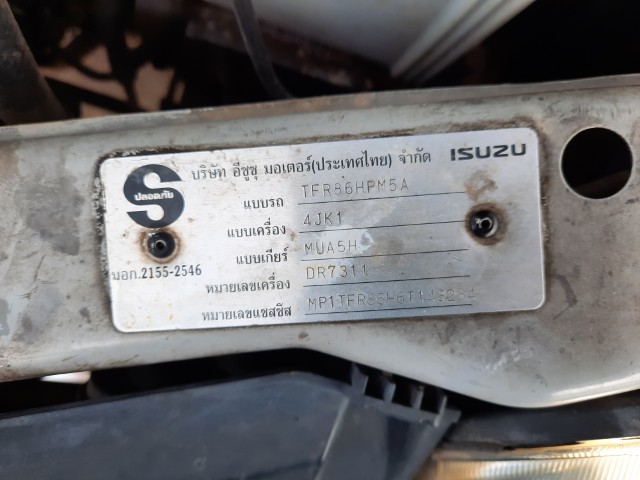 S
ปลอดภัย
มอก.2155-2546
บริษัท อีซูซุ มอเตอร์(ประเทศไทย) จำกัด ISUZU
แบบรถ TFR86HPM5A
แบบเครื่อง 4JK1
แบบเกียร์ MUA5H
หมายเลขเครื่อง DR7311
หมายเลขแชสซีส